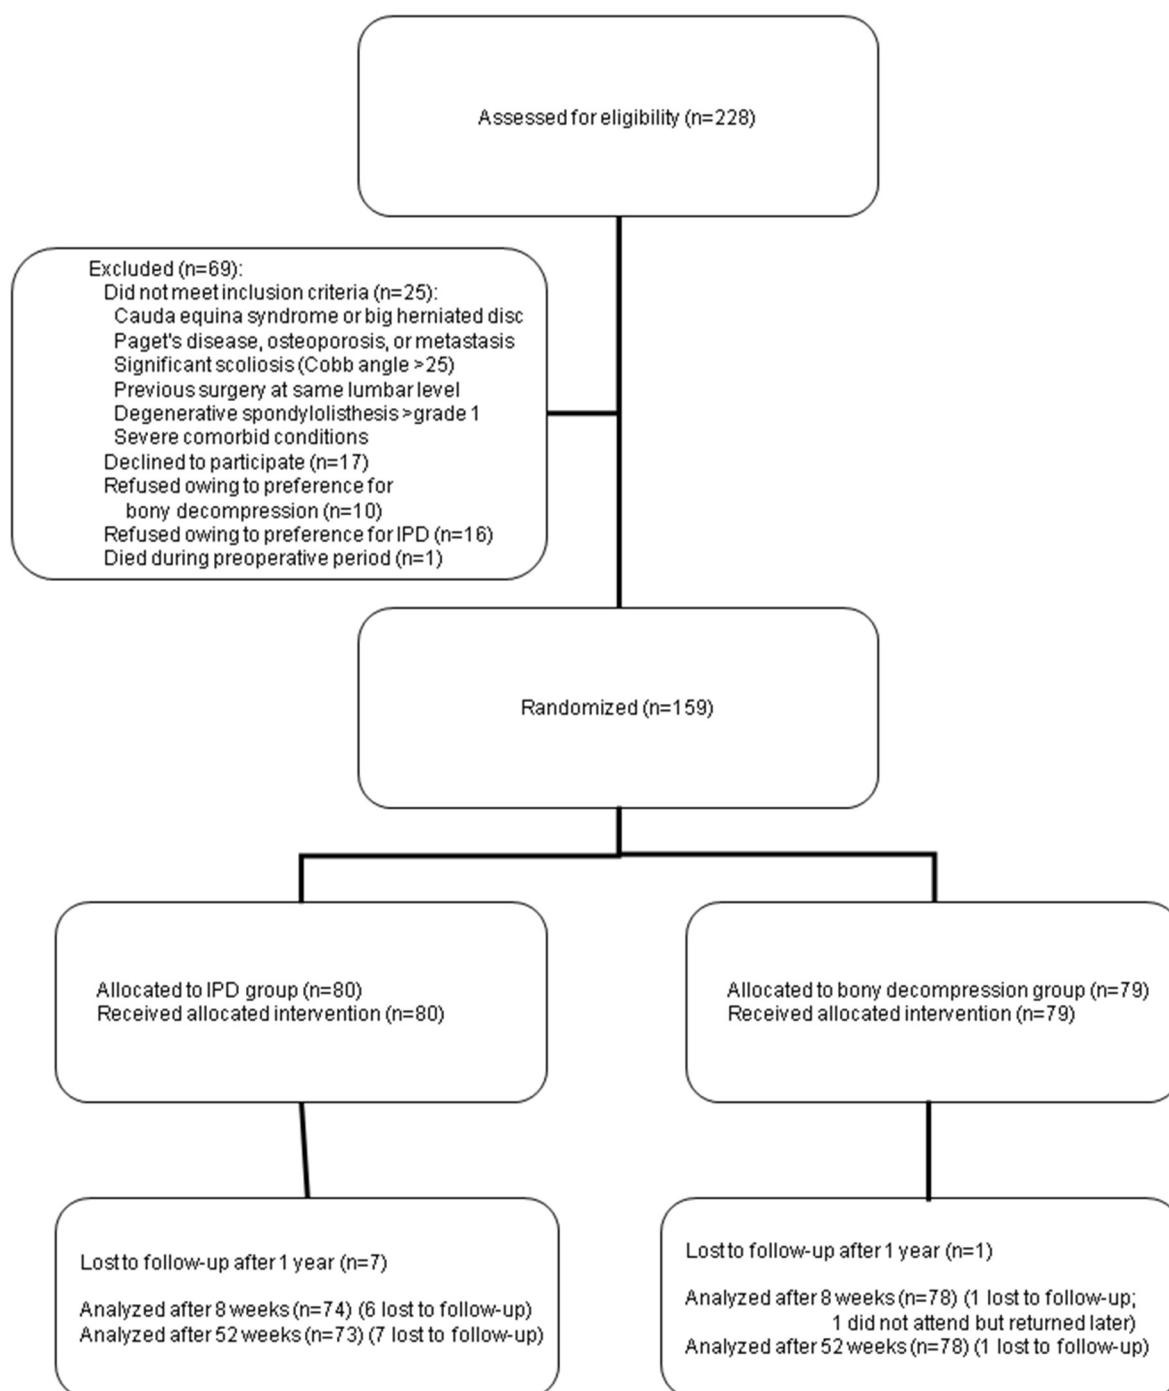 Assessed for eligibility (n=228)
Excluded (n=69):
Did not meet inclusion criteria (n=25):
Cauda equina syndrome or big herniated disc
Paget's disease, osteoporosis, or metastasis
Significant scoliosis (Cobb angle >25)
Previous surgery at same lumbar level
Degenerative spondylolisthesis >grade 1
Severe comorbid conditions
Declined to participate (n=17)
Refused owing to preference for
bony decompression (n=10)
Refused owing to preference for IPD (n=16)
Died during preoperative period (n=1)
Randomized (n=159)
Allocated to IPD group (n=80)
Received allocated intervention (n=80)
Allocated to bony decompression group (n=79)
Received allocated intervention (n=79)
Lost to follow-up after 1 year (n=7)
Analyzed after 8 weeks (n=74) (6 lost to follow-up)
Analyzed after 52 weeks (n=73) (7 lost to follow-up)
Lost to follow-up after 1 year (n=1)
Analyzed after 8 weeks (n=78) (1 lost to follow-up;
1 did not attend but returned later)
Analyzed after 52 weeks (n=78) (1 lost to follow-up)